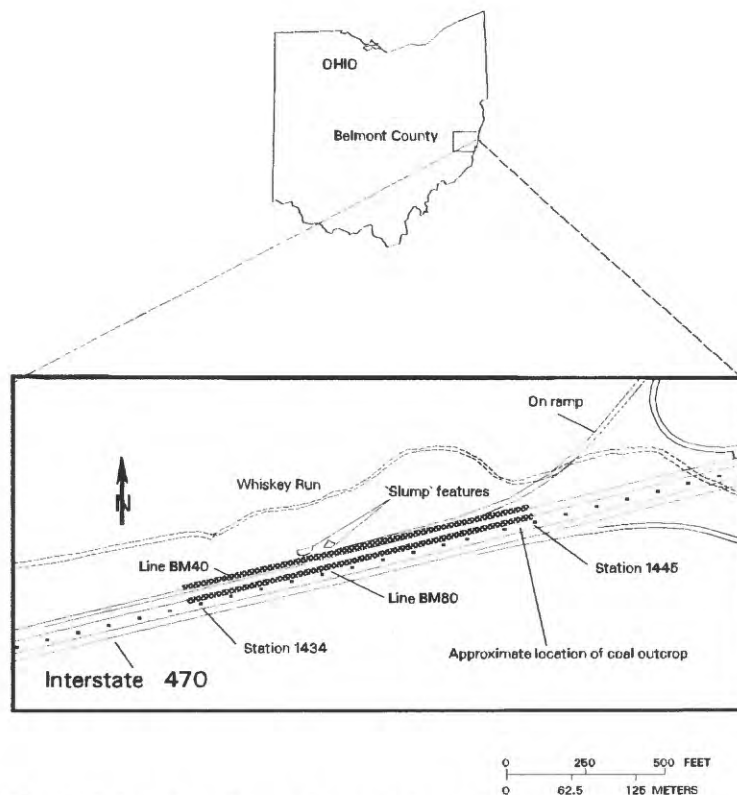 OHIO
Belmont County
On ramp
Whiskey Run
'Slump' features
N
Line BM40
Line BM80
Station 1445
Station 1434
Approximate location of coal outcrop
Interstate 470
0 250 500 FEET
0 62.5 125 METERS